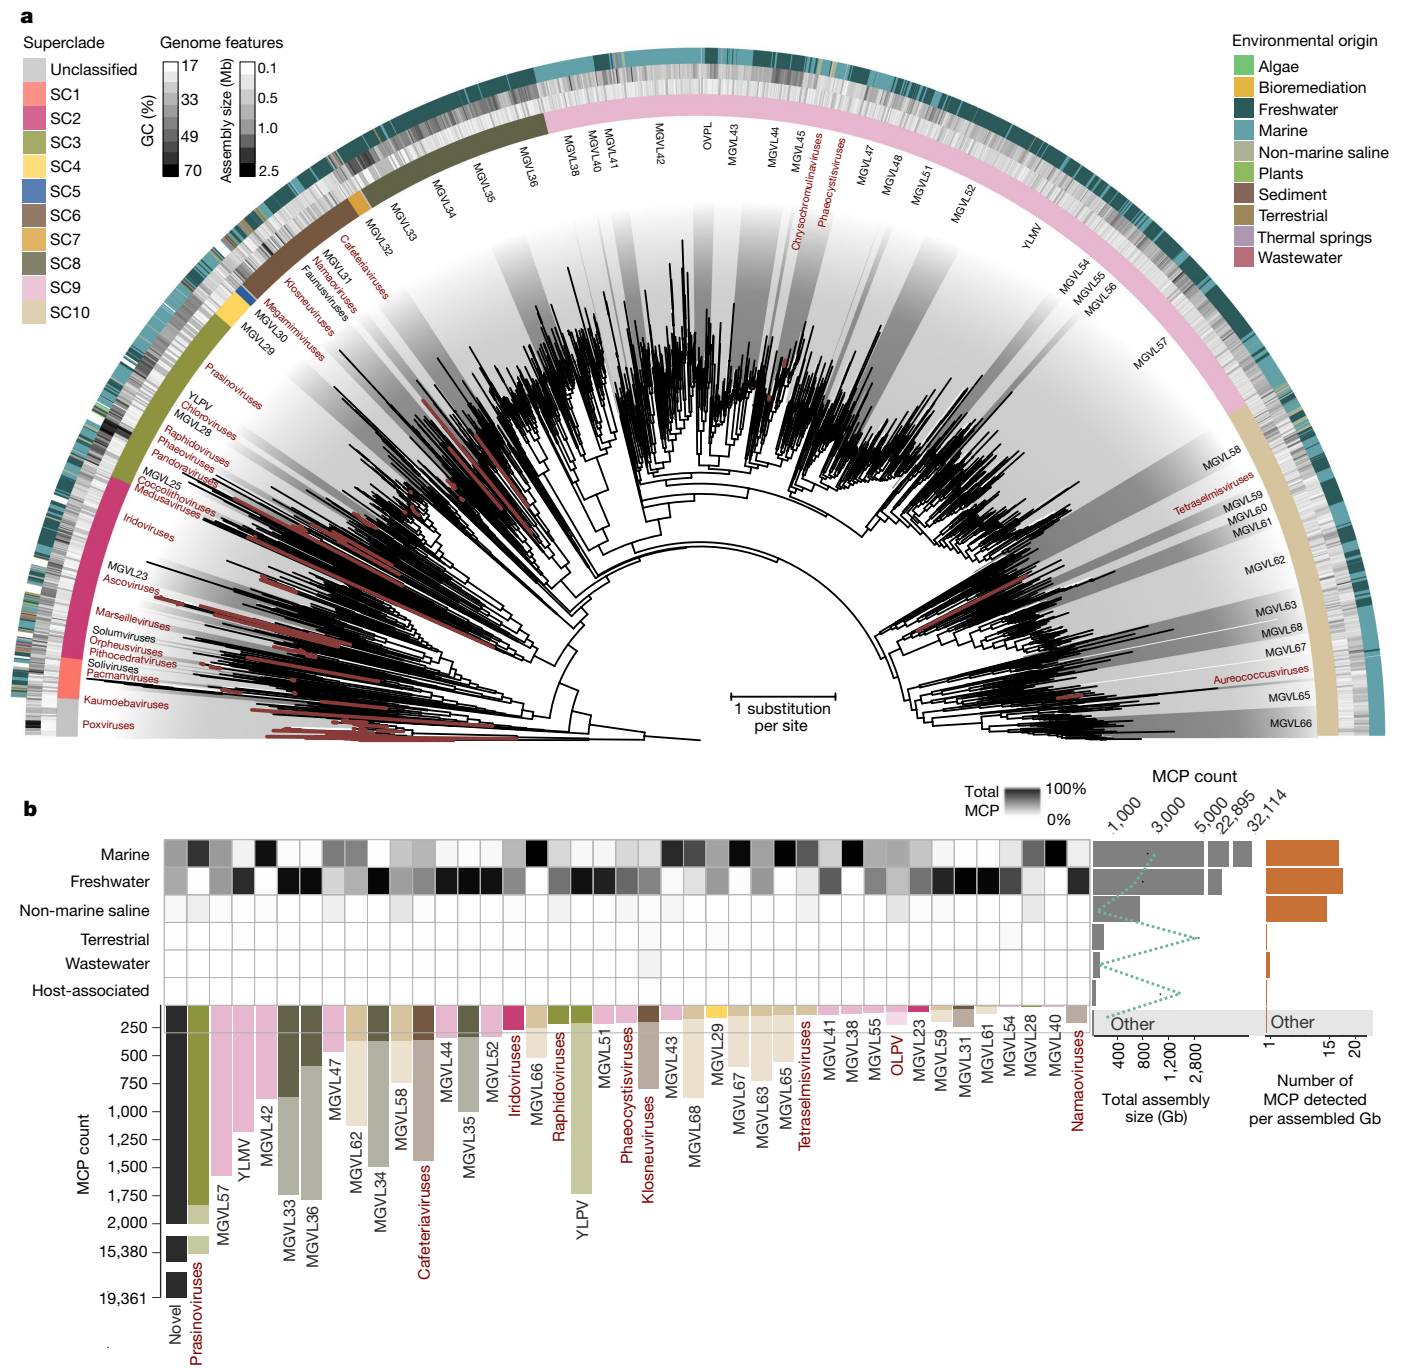 a
Superclade
Unclassified
SC1
SC2
SC3
SC4
SC5
SC6
SC7
SC8
SC9
SC10
Genome features
GC (%)
17
33
49
70
Assembly size (Mb)
0.1
0.5
1.0
2.5
Environmental origin
Algae
Bioremediation
Freshwater
Marine
Non-marine saline
Plants
Sediment
Terrestrial
Thermal springs
Wastewater
Poxviruses
Kaumoebaviruses
Pacmanviruses
Soliviruses
Pithocedratviruses
Orpheusviruses
Solumviruses
Marseilleviruses
Ascoviruses
MGVL23
Iridoviruses
Medusaviruses
Coccolithoviruses
MGVL25
Pandoraviruses
Phaeoviruses
Raphidoviruses
MGVL28
Chloroviruses
YLPV
Prasinoviruses
MGVL29
MGVL30
Megamimiviruses
Klosneuviruses
Faunusviruses
Namaoviruses
MGVL31
Cafeteriaviruses
MGVL32
MGVL33
MGVL34
MGVL35
MGVL36
MGVL38
MGVL40
MGVL41
MGVL42
OVPL
MGVL43
MGVL44
MGVL45
Chrysochromulinaviruses
Phaeocystisviruses
MGVL47
MGVL48
MGVL51
MGVL52
YLMV
MGVL54
MGVL55
MGVL56
MGVL57
MGVL58
Tetraselmisviruses
MGVL59
MGVL60
MGVL61
MGVL62
MGVL63
MGVL68
MGVL67
Aureococcusviruses
MGVL65
MGVL66
1 substitution
per site
b
Total
MCP
100%
0%
MCP count
1,000
3,000
5,000
22,895
32,114
Marine
Freshwater
Non-marine saline
Terrestrial
Wastewater
Host-associated
Other
Other
MCP count
250
500
750
1,000
1,250
1,500
1,750
2,000
15,380
19,361
Novel
Prasinoviruses
MGVL57
YLMV
MGVL42
MGVL33
MGVL36
MGVL47
MGVL62
MGVL34
MGVL58
Cafeteriaviruses
MGVL44
MGVL35
MGVL52
Iridoviruses
MGVL66
Raphidoviruses
YLPV
MGVL51
Phaeocystisviruses
Klosneuviruses
MGVL43
MGVL68
MGVL29
MGVL67
MGVL63
MGVL65
Tetraselmisviruses
MGVL41
MGVL38
MGVL55
OLPV
MGVL23
MGVL59
MGVL31
MGVL61
MGVL54
MGVL28
MGVL40
Namaoviruses
400
800
1,200
2,800
Total assembly
size (Gb)
1
15
20
Number of
MCP detected
per assembled Gb